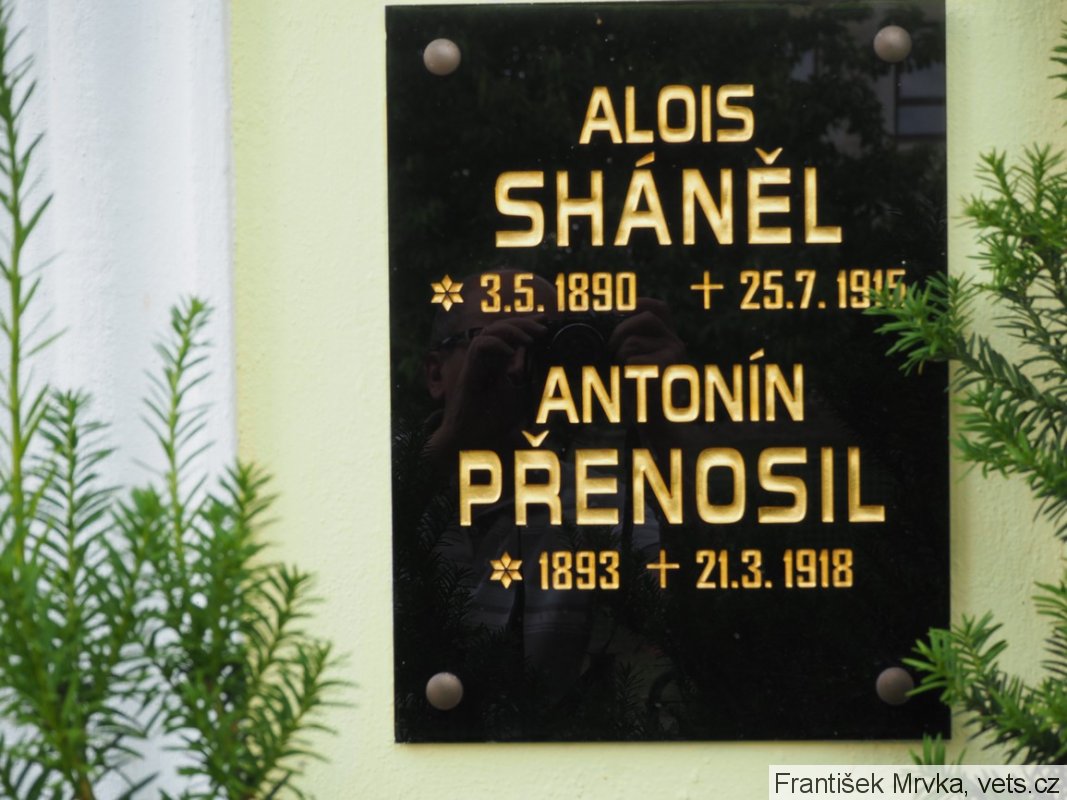 ALOIS
SHÁNĚL
* 3.5. 1890 + 25.7. 1915
ANTONÍN
PŘENOSIL
* 1893 + 21.3. 1918
František Mrvka, vets.cz